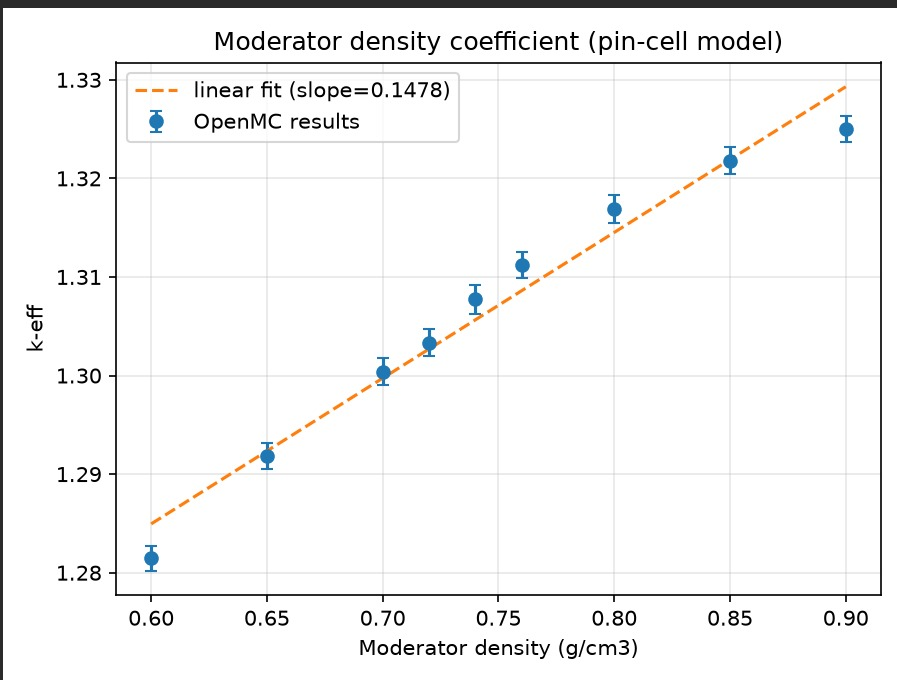 Moderator density coefficient (pin-cell model)
linear fit (slope=0.1478)
OpenMC results
k-eff
1.33
1.32
1.31
1.30
1.29
1.28
0.60 0.65 0.70 0.75 0.80 0.85 0.90
Moderator density (g/cm3)